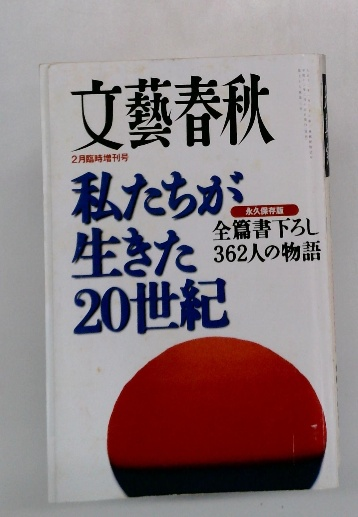 文藝春秋
2月臨時増刊号
私たちが
生きた
20世紀
永久保存版
全篇書下ろし
362人の物語